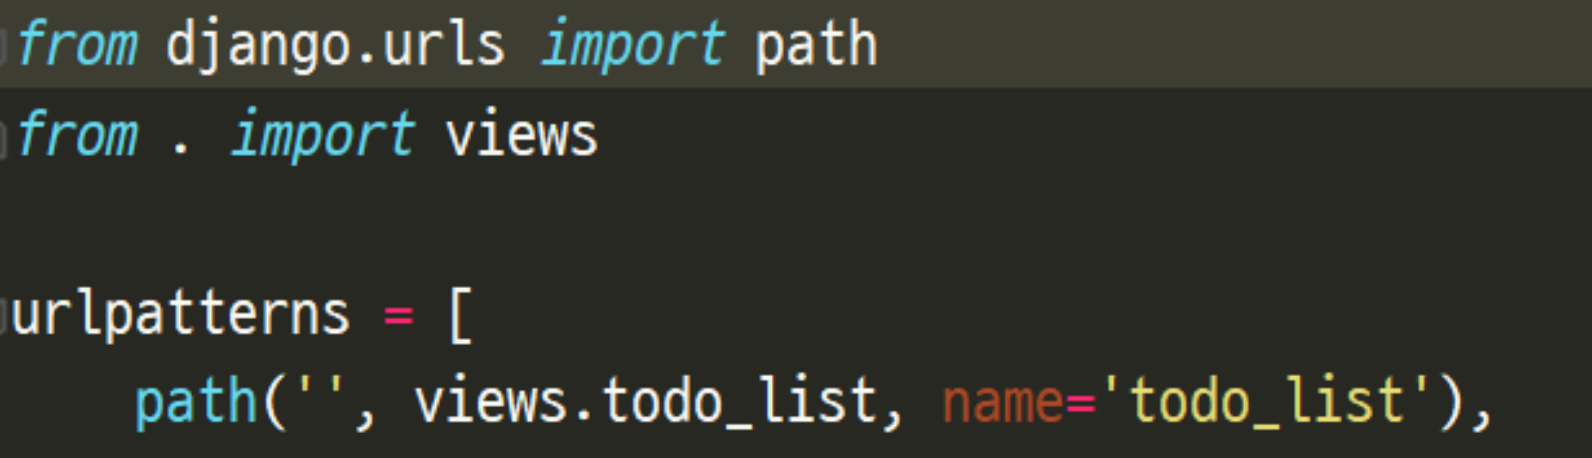 from django.urls import path
from . import views
urlpatterns = [
    path('', views.todo_list, name='todo_list'),